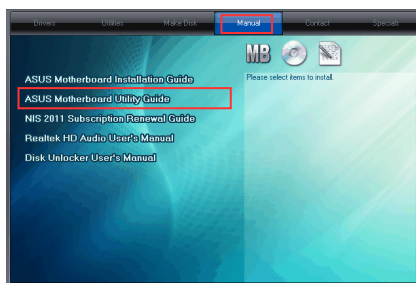 Drivers Utilities Make Disk Manual Contact Specials
MB
Please select items to install.
ASUS Motherboard Installation Guide
ASUS Motherboard Utility Guide
NIS 2011 Subscription Renewal Guide
Realtek HD Audio User's Manual
Disk Unlocker User's Manual